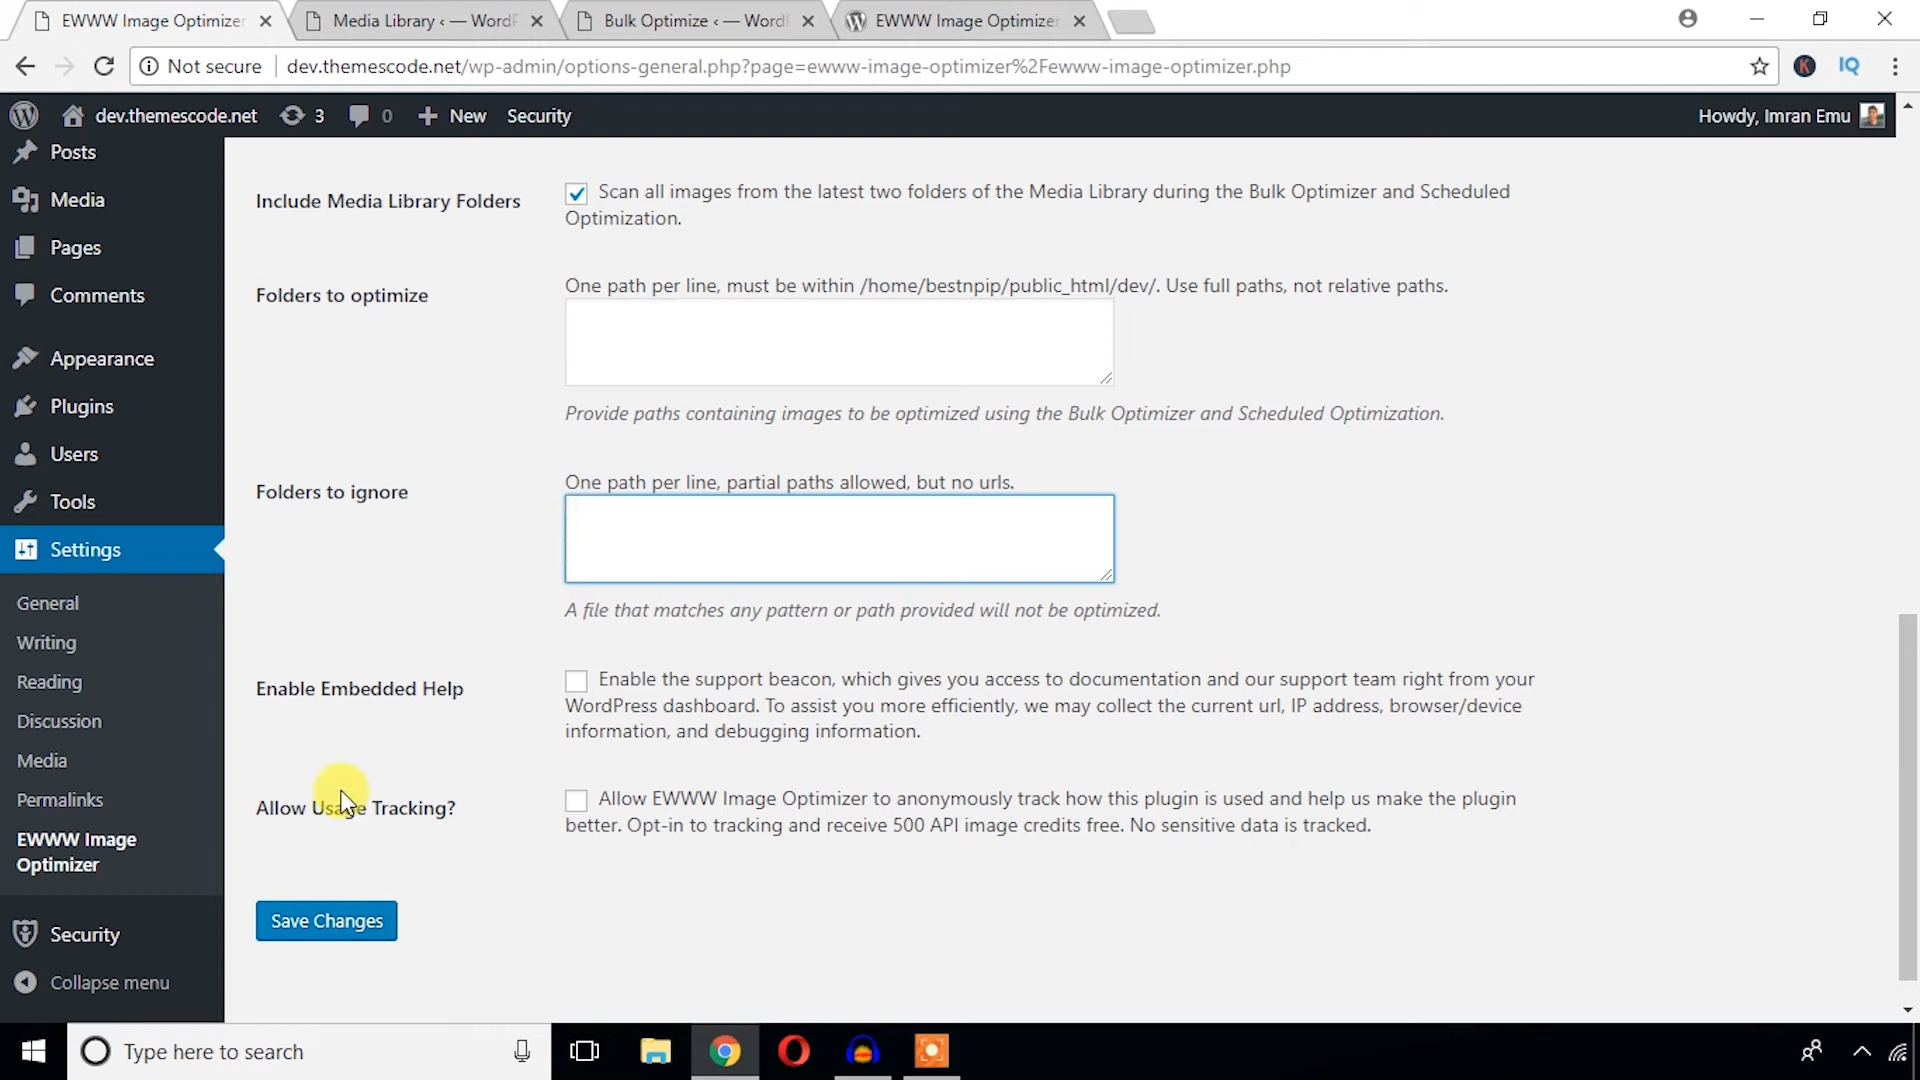 EWWW Image Optimizer
Media Library ‹ — WordP
Bulk Optimize ‹ — WordP
EWWW Image Optimizer
Not secure
dev.themescode.net/wp-admin/options-general.php?page=ewww-image-optimizer%2Fewww-image-optimizer.php
IQ
K
dev.themescode.net
3
0
New
Security
Howdy, Imran Emu
Posts
Media
Pages
Comments
Appearance
Plugins
Users
Tools
Settings
General
Writing
Reading
Discussion
Media
Permalinks
EWWW Image
Optimizer
Security
Collapse menu
Include Media Library Folders
Scan all images from the latest two folders of the Media Library during the Bulk Optimizer and Scheduled
Optimization.
Folders to optimize
One path per line, must be within /home/bestnpip/public_html/dev/. Use full paths, not relative paths.
Provide paths containing images to be optimized using the Bulk Optimizer and Scheduled Optimization.
Folders to ignore
One path per line, partial paths allowed, but no urls.
A file that matches any pattern or path provided will not be optimized.
Enable Embedded Help
Enable the support beacon, which gives you access to documentation and our support team right from your
WordPress dashboard. To assist you more efficiently, we may collect the current url, IP address, browser/device
information, and debugging information.
Allow Usage Tracking?
Allow EWWW Image Optimizer to anonymously track how this plugin is used and help us make the plugin
better. Opt-in to tracking and receive 500 API image credits free. No sensitive data is tracked.
Save Changes
Type here to search